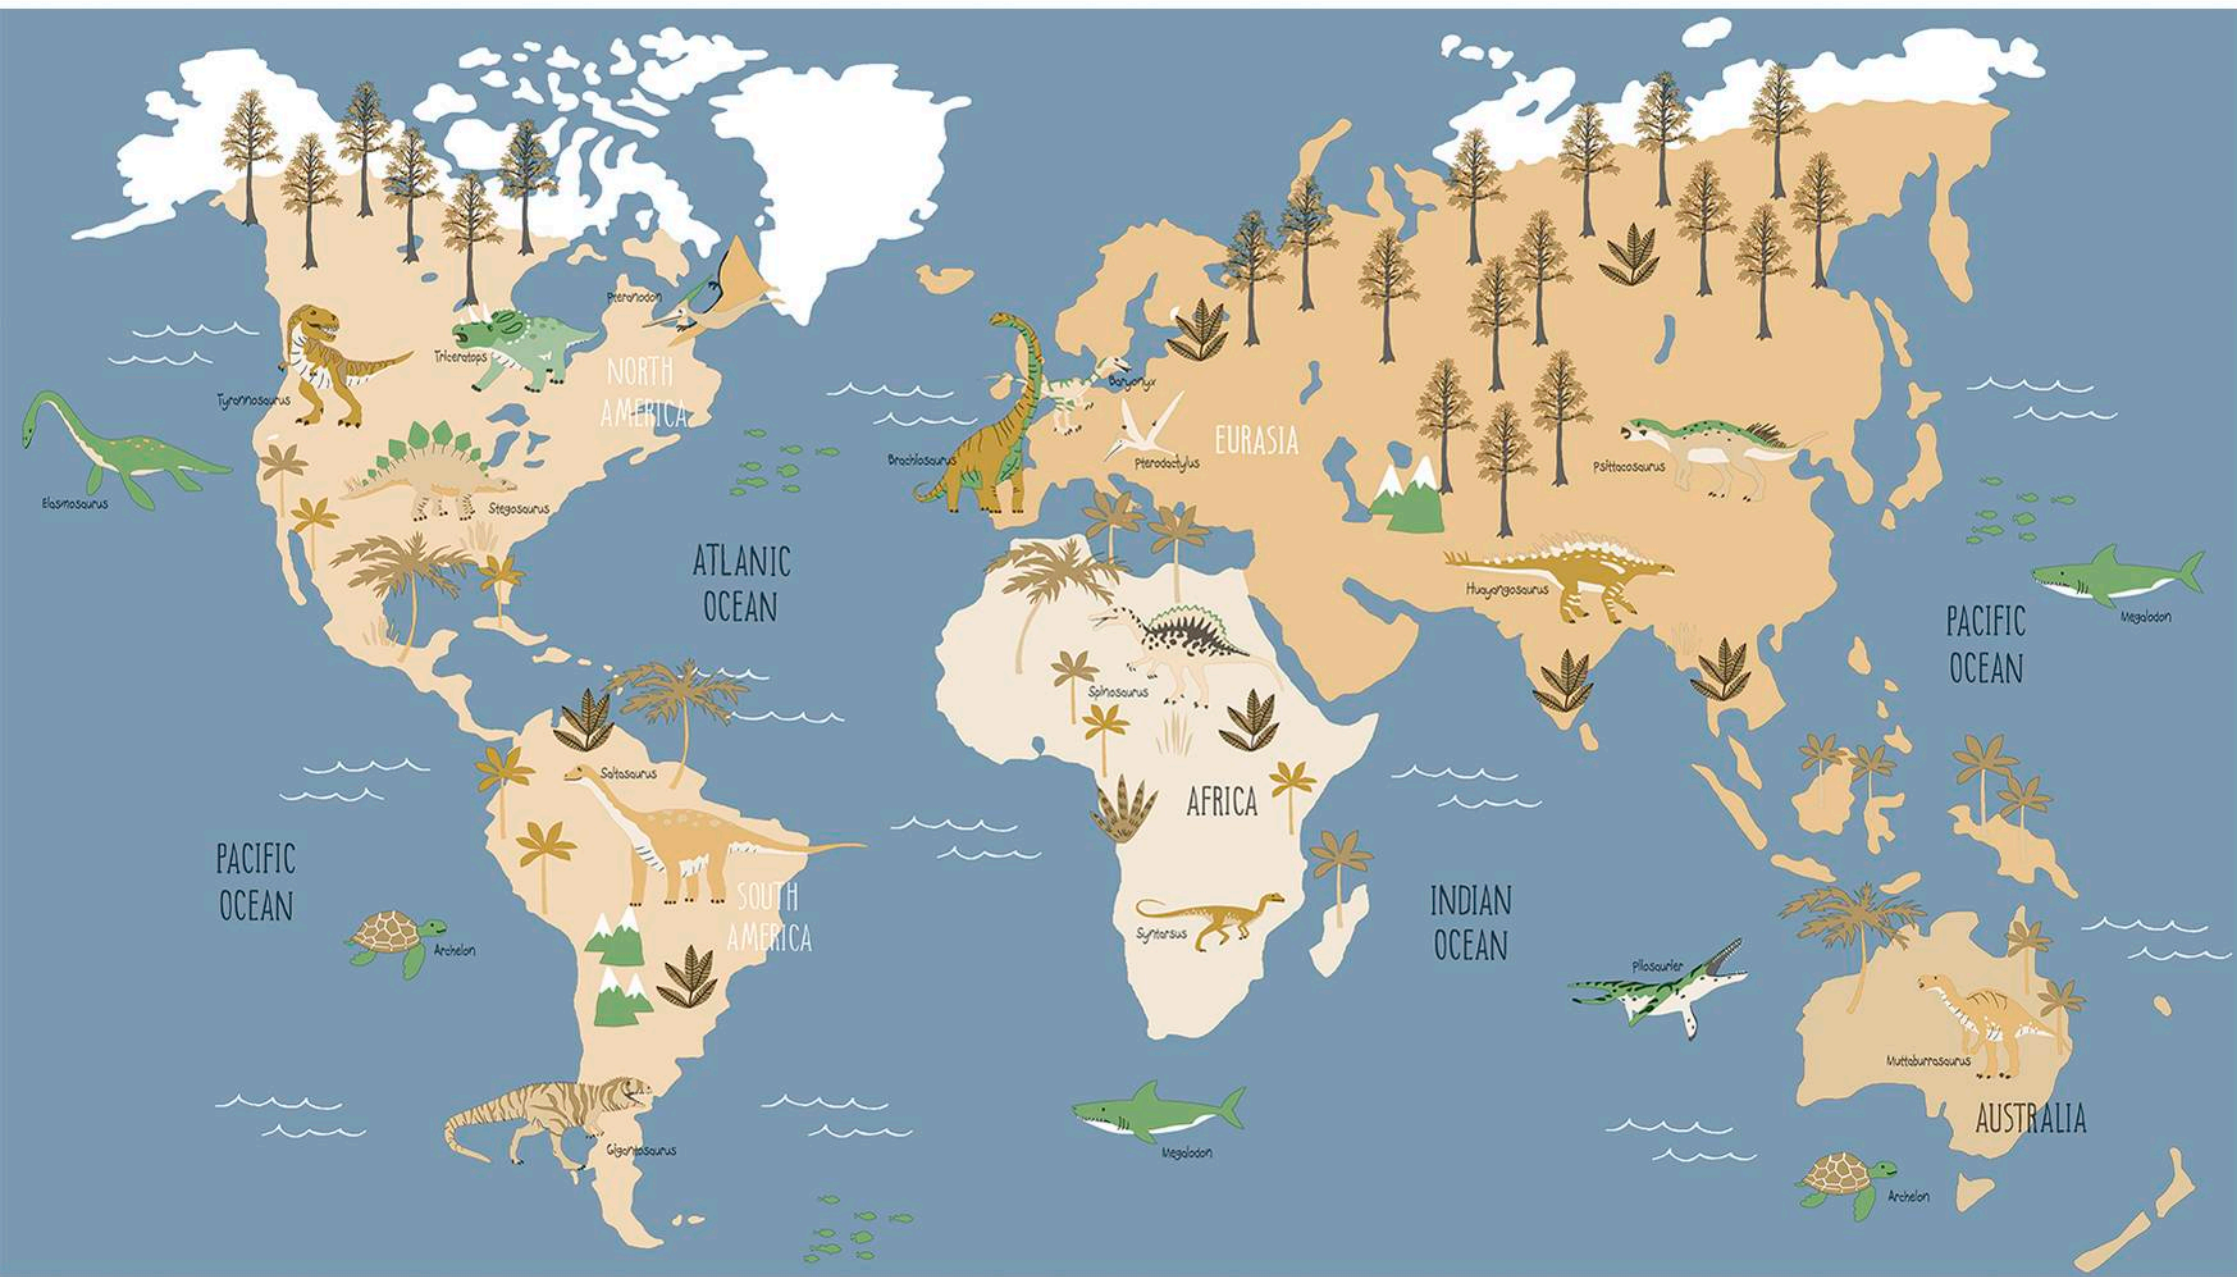 Pteranodon
Triceratops
NORTH
AMERICA
Tyrannosaurus
Baryonyx
EURASIA
Brachiosaurus
Pterodactylus
Psittacosaurus
Elasmosaurus
Stegosaurus
ATLANIC
OCEAN
Huayangosaurus
PACIFIC
OCEAN
Megalodon
Spinosaurus
Saltasaurus
AFRICA
PACIFIC
OCEAN
SOUTH
AMERICA
INDIAN
OCEAN
Archelon
Syntarsus
Pliosaurier
Muttaburrasaurus
AUSTRALIA
Gigantosaurus
Megalodon
Archelon